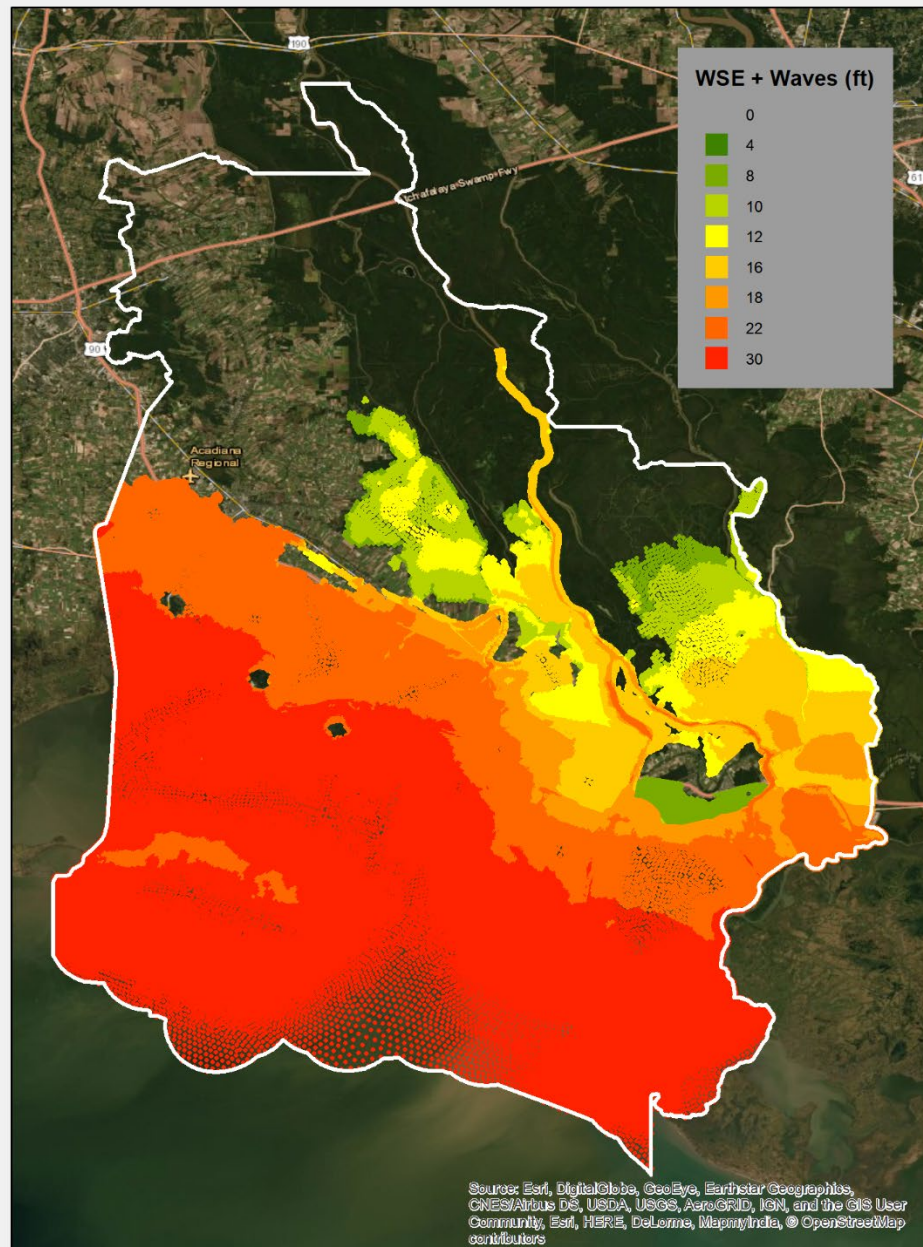 190
WSE + Waves (ft)
0
4
8
10
12
16
18
22
30
tchafalaya Swamp Fwy
61
90
Acadiana
Regional
Source: Esri, DigitalGlobe, GeoEye, Earthstar Geographics,
CNES/Airbus DS, USDA, USGS, AeroGRID, IGN, and the GIS User
Community, Esri, HERE, DeLorme, MapmyIndia, © OpenStreetMap
contributors